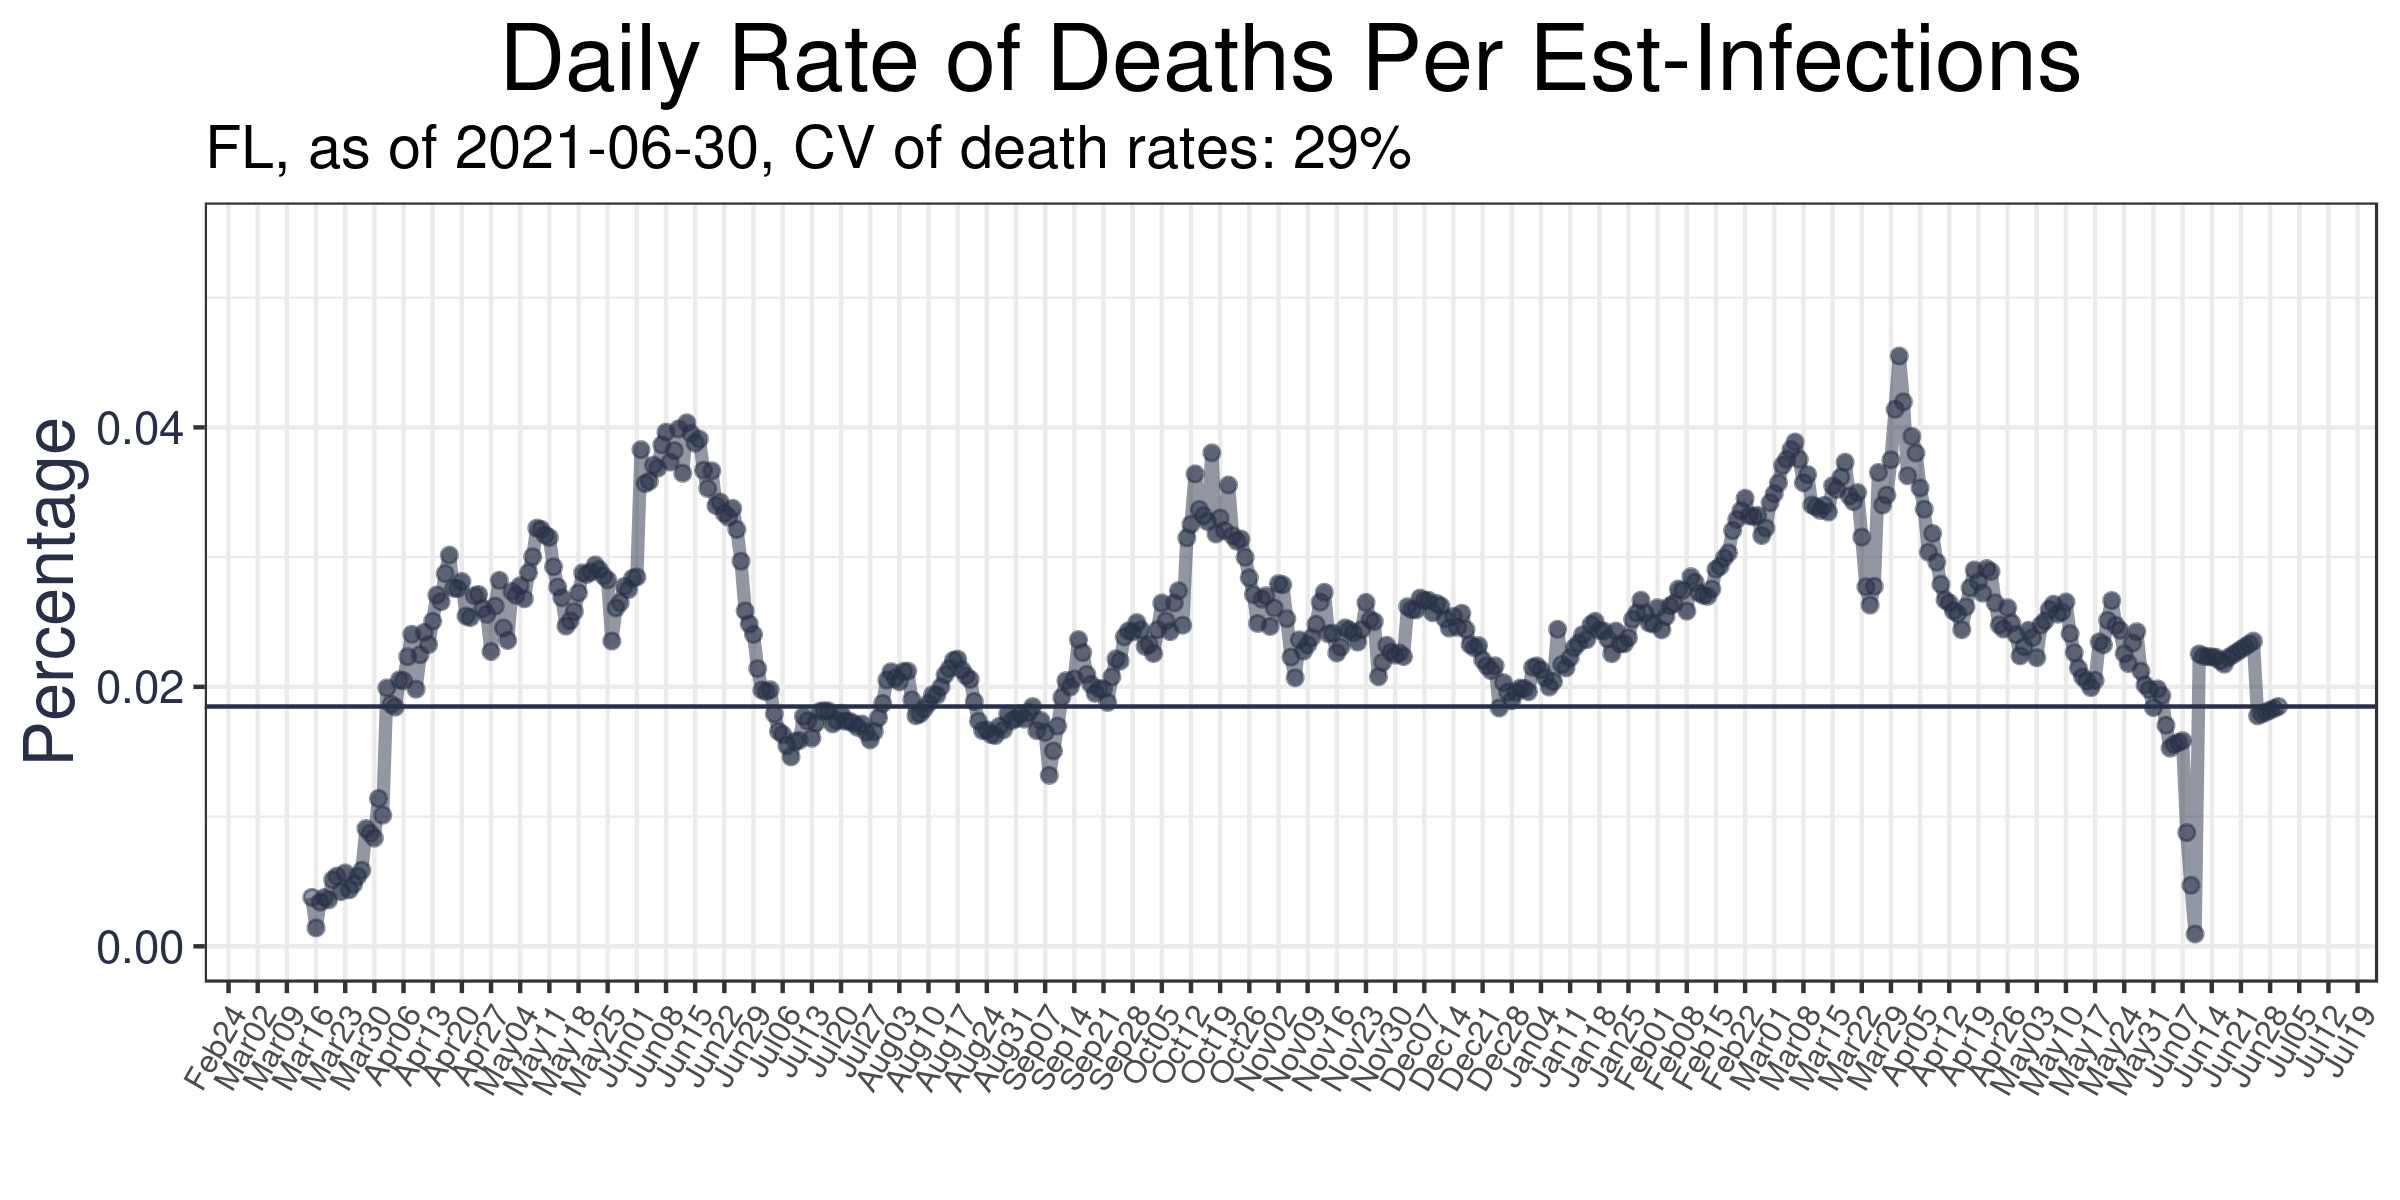 Daily Rate of Deaths Per Est-Infections
FL, as of 2021-06-30, CV of death rates: 29%
Percentage
0.04
0.02
0.00
Feb24
Mar02
Mar09
Mar16
Mar23
Mar30
Apr06
Apr13
Apr20
Apr27
May04
May11
May18
May25
Jun01
Jun08
Jun15
Jun22
Jun29
Jul06
Jul13
Jul20
Jul27
Aug03
Aug10
Aug17
Aug24
Aug31
Sep07
Sep14
Sep21
Sep28
Oct05
Oct12
Oct19
Oct26
Nov02
Nov09
Nov16
Nov23
Nov30
Dec07
Dec14
Dec21
Dec28
Jan04
Jan11
Jan18
Jan25
Feb01
Feb08
Feb15
Feb22
Mar01
Mar08
Mar15
Mar22
Mar29
Apr05
Apr12
Apr19
Apr26
May03
May10
May17
May24
May31
Jun07
Jun14
Jun21
Jun28
Jul05
Jul12
Jul19